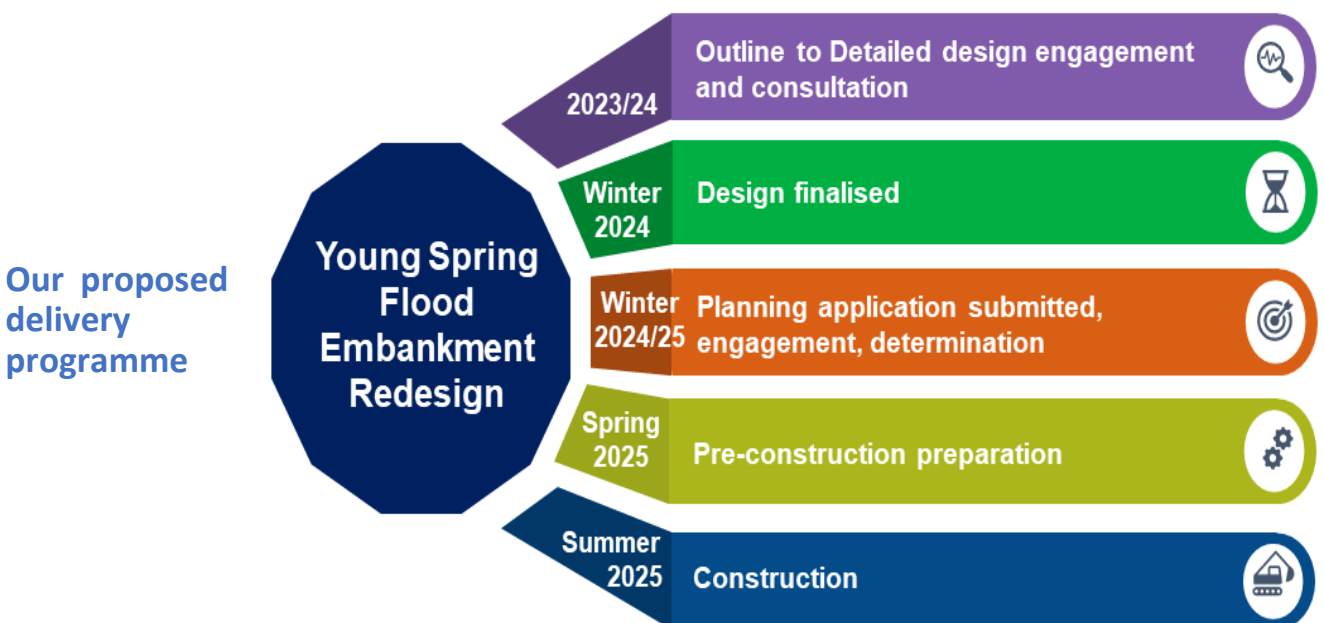 Our proposed
delivery
programme
Young Spring
Flood
Embankment
Redesign
2023/24
Outline to Detailed design engagement
and consultation
Winter
2024
Design finalised
Winter
2024/25
Planning application submitted,
engagement, determination
Spring
2025
Pre-construction preparation
Summer
2025
Construction